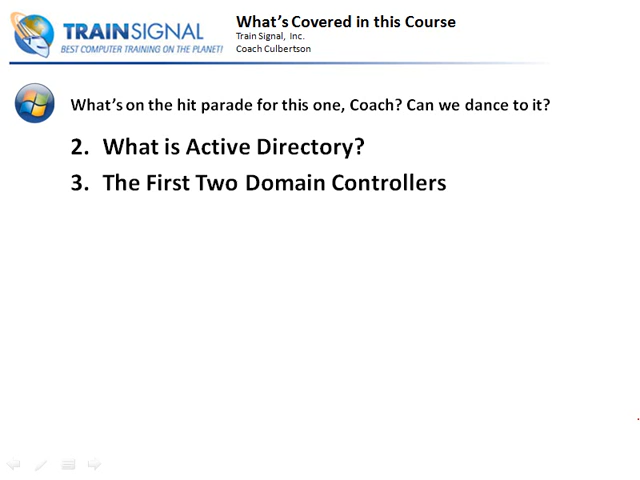 TRAINSIGNAL
BEST COMPUTER TRAINING ON THE PLANET!
What's Covered in this Course
Train Signal, Inc.
Coach Culbertson
What's on the hit parade for this one, Coach? Can we dance to it?
2. What is Active Directory?
3. The First Two Domain Controllers